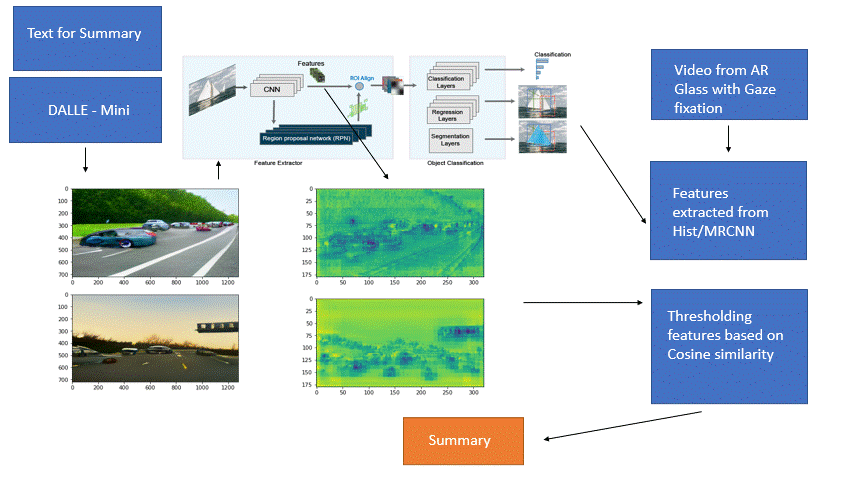 Text for Summary
DALLE - Mini
Features
CNN
ROI Align
Region proposal network (RPN)
Feature Extractor
Classification
Classification
Layers
Regression
Layers
Segmentation
Layers
Object Classification
Video from AR
Glass with Gaze
fixation
Features
extracted from
Hist/MRCNN
Thresholding
features based on
Cosine similarity
Summary
0
100
200
300
400
500
600
700
0 200 400 600 800 1000 1200
0
100
200
300
400
500
600
700
0 200 400 600 800 1000 1200
0
25
50
75
100
125
150
175
0 50 100 150 200 250 300
0
25
50
75
100
125
150
175
0 50 100 150 200 250 300